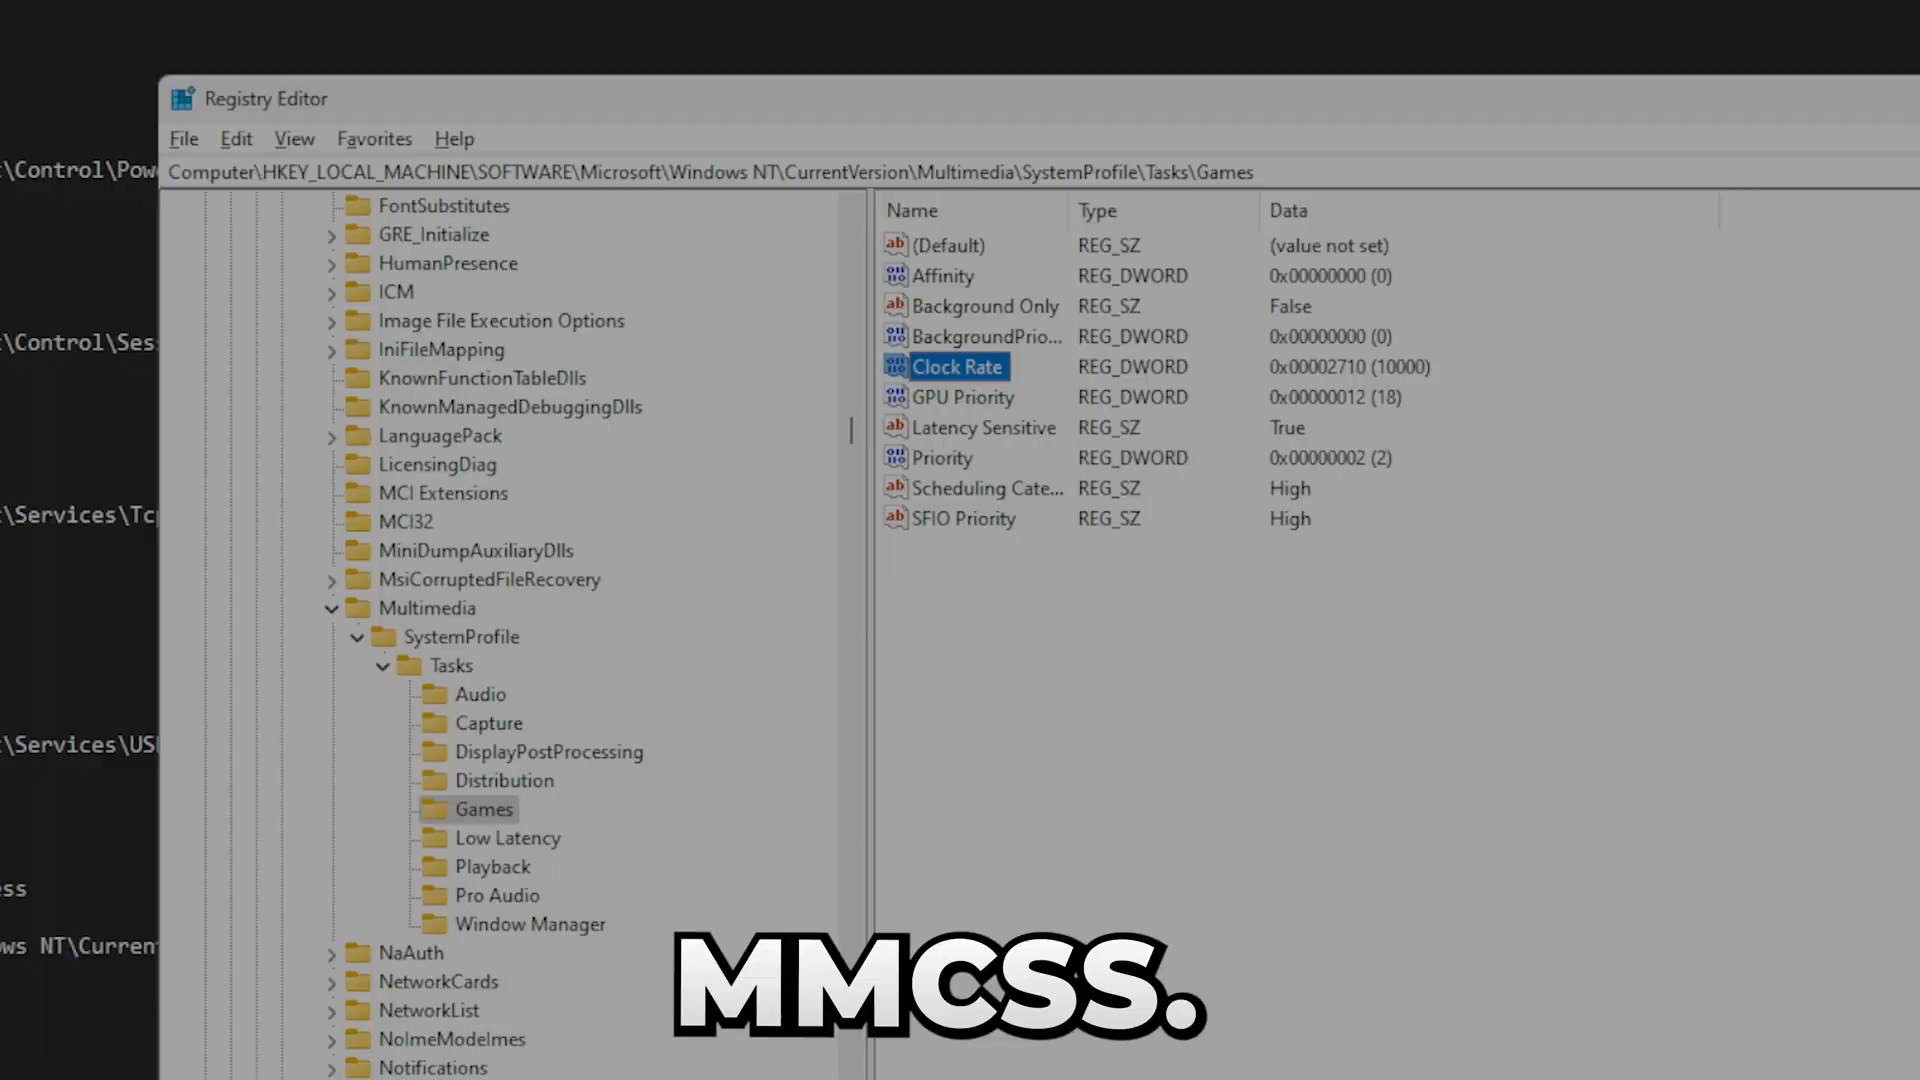 Registry Editor
File Edit View Favorites Help
Computer\HKEY_LOCAL_MACHINE\SOFTWARE\Microsoft\Windows NT\CurrentVersion\Multimedia\SystemProfile\Tasks\Games
:\Control\Pow
:\Control\Ses
:\Services\Tcp
:\Services\US
ess
ows NT\Current
FontSubstitutes
GRE_Initialize
HumanPresence
ICM
Image File Execution Options
IniFileMapping
KnownFunctionTableDlls
KnownManagedDebuggingDlls
LanguagePack
LicensingDiag
MCI Extensions
MCI32
MiniDumpAuxiliaryDlls
MsiCorruptedFileRecovery
Multimedia
SystemProfile
Tasks
Audio
Capture
DisplayPostProcessing
Distribution
Games
Low Latency
Playback
Pro Audio
Window Manager
NaAuth
NetworkCards
NetworkList
NoImeModeImes
Notifications
Name Type Data
(Default) REG_SZ (value not set)
Affinity REG_DWORD 0x00000000 (0)
Background Only REG_SZ False
BackgroundPrio... REG_DWORD 0x00000000 (0)
Clock Rate REG_DWORD 0x00002710 (10000)
GPU Priority REG_DWORD 0x00000012 (18)
Latency Sensitive REG_SZ True
Priority REG_DWORD 0x00000002 (2)
Scheduling Cate... REG_SZ High
SFIO Priority REG_SZ High
MMCSS.